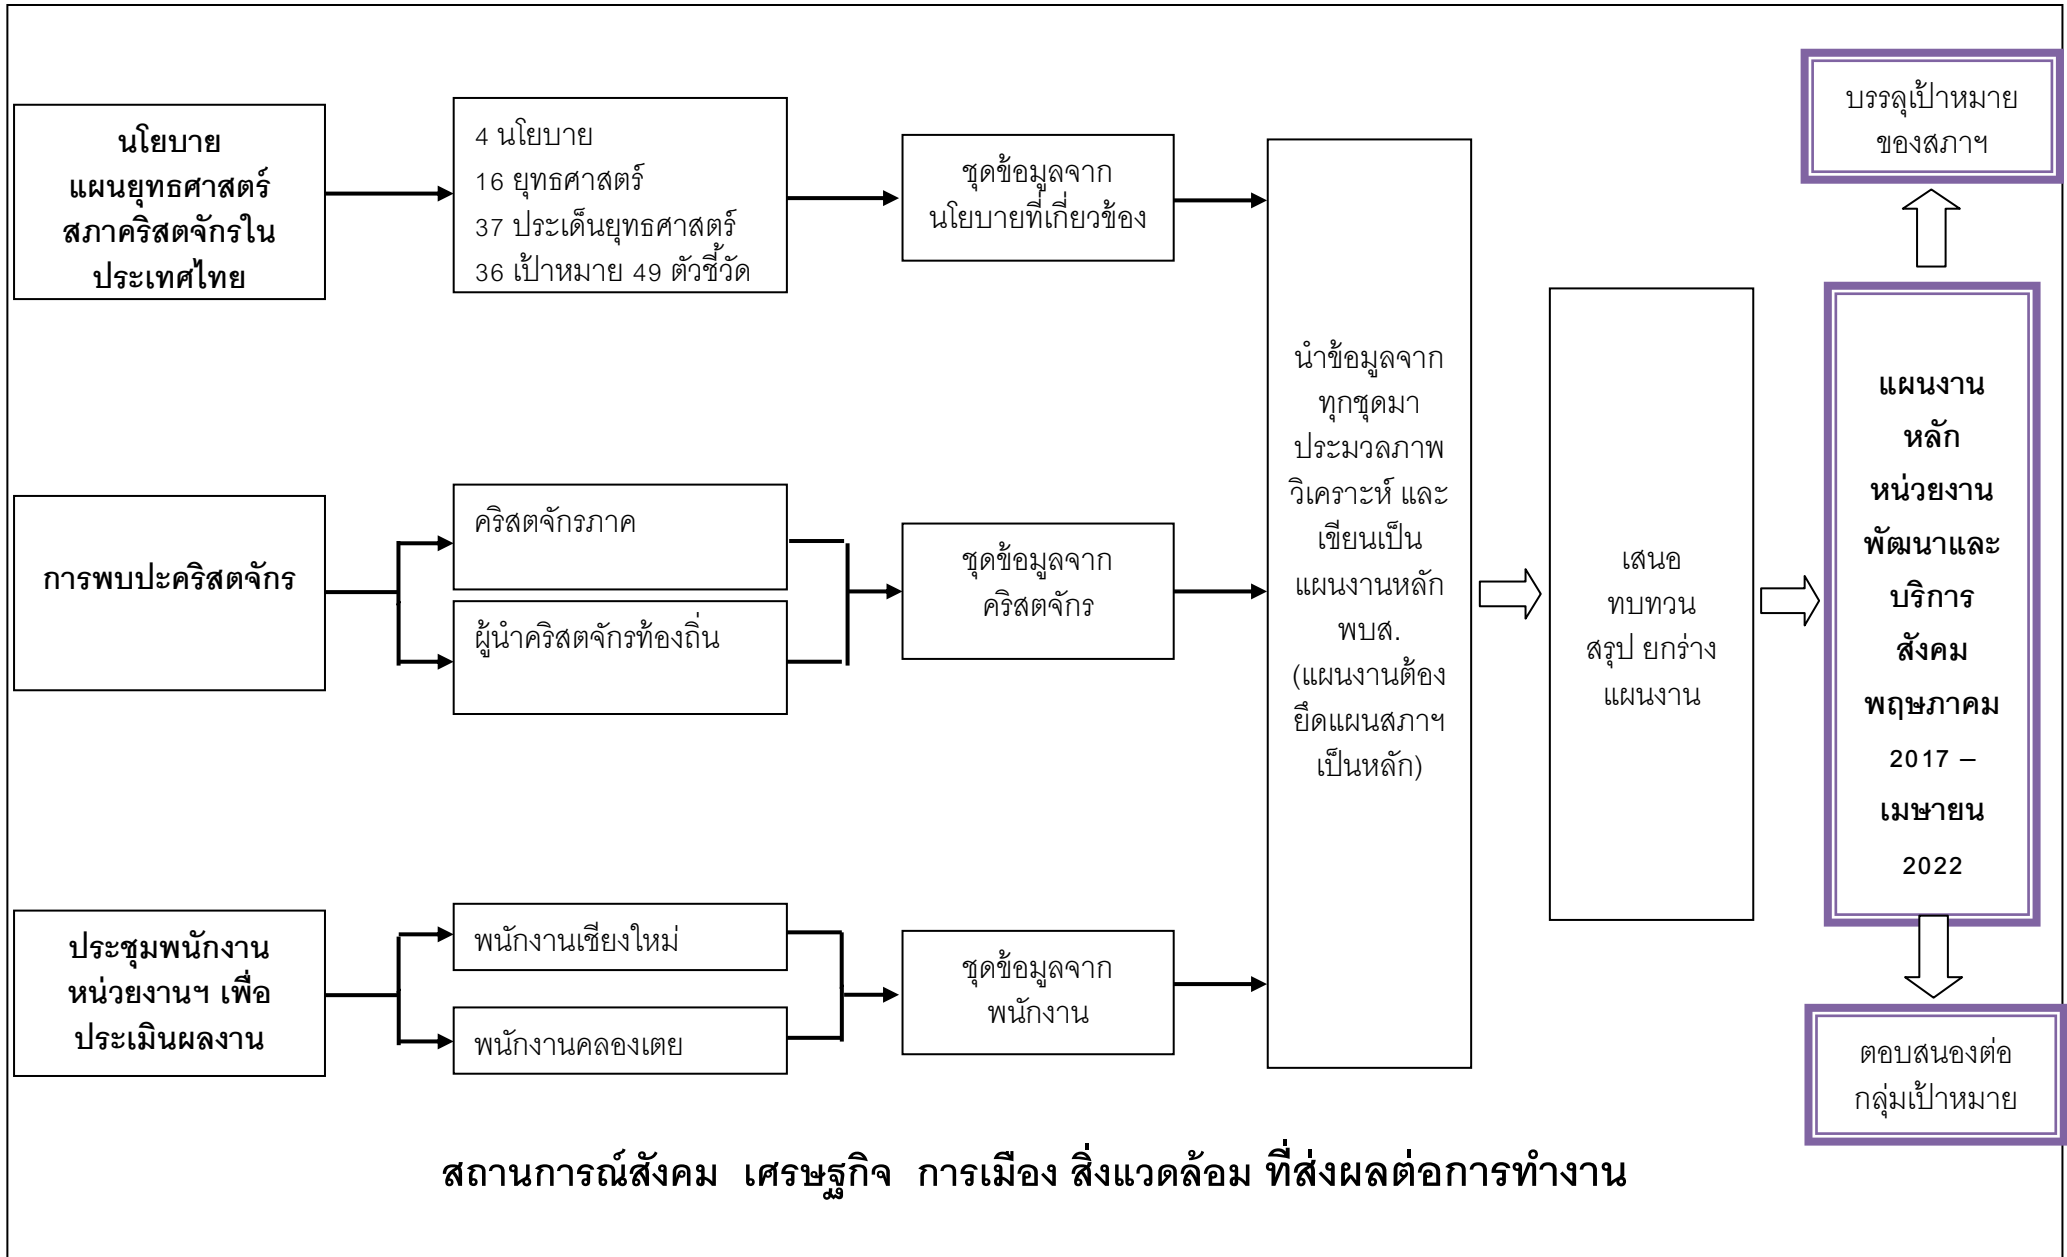 นโยบาย
แผนยุทธศาสตร์
สภาคริสตจักรใน
ประเทศไทย
4 นโยบาย
16 ยุทธศาสตร์
37 ประเด็นยุทธศาสตร์
36 เป้าหมาย 49 ตัวชี้วัด
ชุดข้อมูลจาก
นโยบายที่เกี่ยวข้อง
การพบปะคริสตจักร
คริสตจักรภาค
ผู้นำคริสตจักรท้องถิ่น
ชุดข้อมูลจาก
คริสตจักร
ประชุมพนักงาน
หน่วยงานฯ เพื่อ
ประเมินผลงาน
พนักงานเชียงใหม่
พนักงานคลองเตย
ชุดข้อมูลจาก
พนักงาน
นำข้อมูลจาก
ทุกชุดมา
ประมวลภาพ
วิเคราะห์ และ
เขียนเป็น
แผนงานหลัก
พบส.
(แผนงานต้อง
ยึดแผนสภาฯ
เป็นหลัก)
เสนอ
ทบทวน
สรุป ยกร่าง
แผนงาน
บรรลุเป้าหมาย
ของสภาฯ
แผนงาน
หลัก
หน่วยงาน
พัฒนาและ
บริการ
สังคม
พฤษภาคม
2017 –
เมษายน
2022
ตอบสนองต่อ
กลุ่มเป้าหมาย
สถานการณ์สังคม เศรษฐกิจ การเมือง สิ่งแวดล้อม ที่ส่งผลต่อการทำงาน